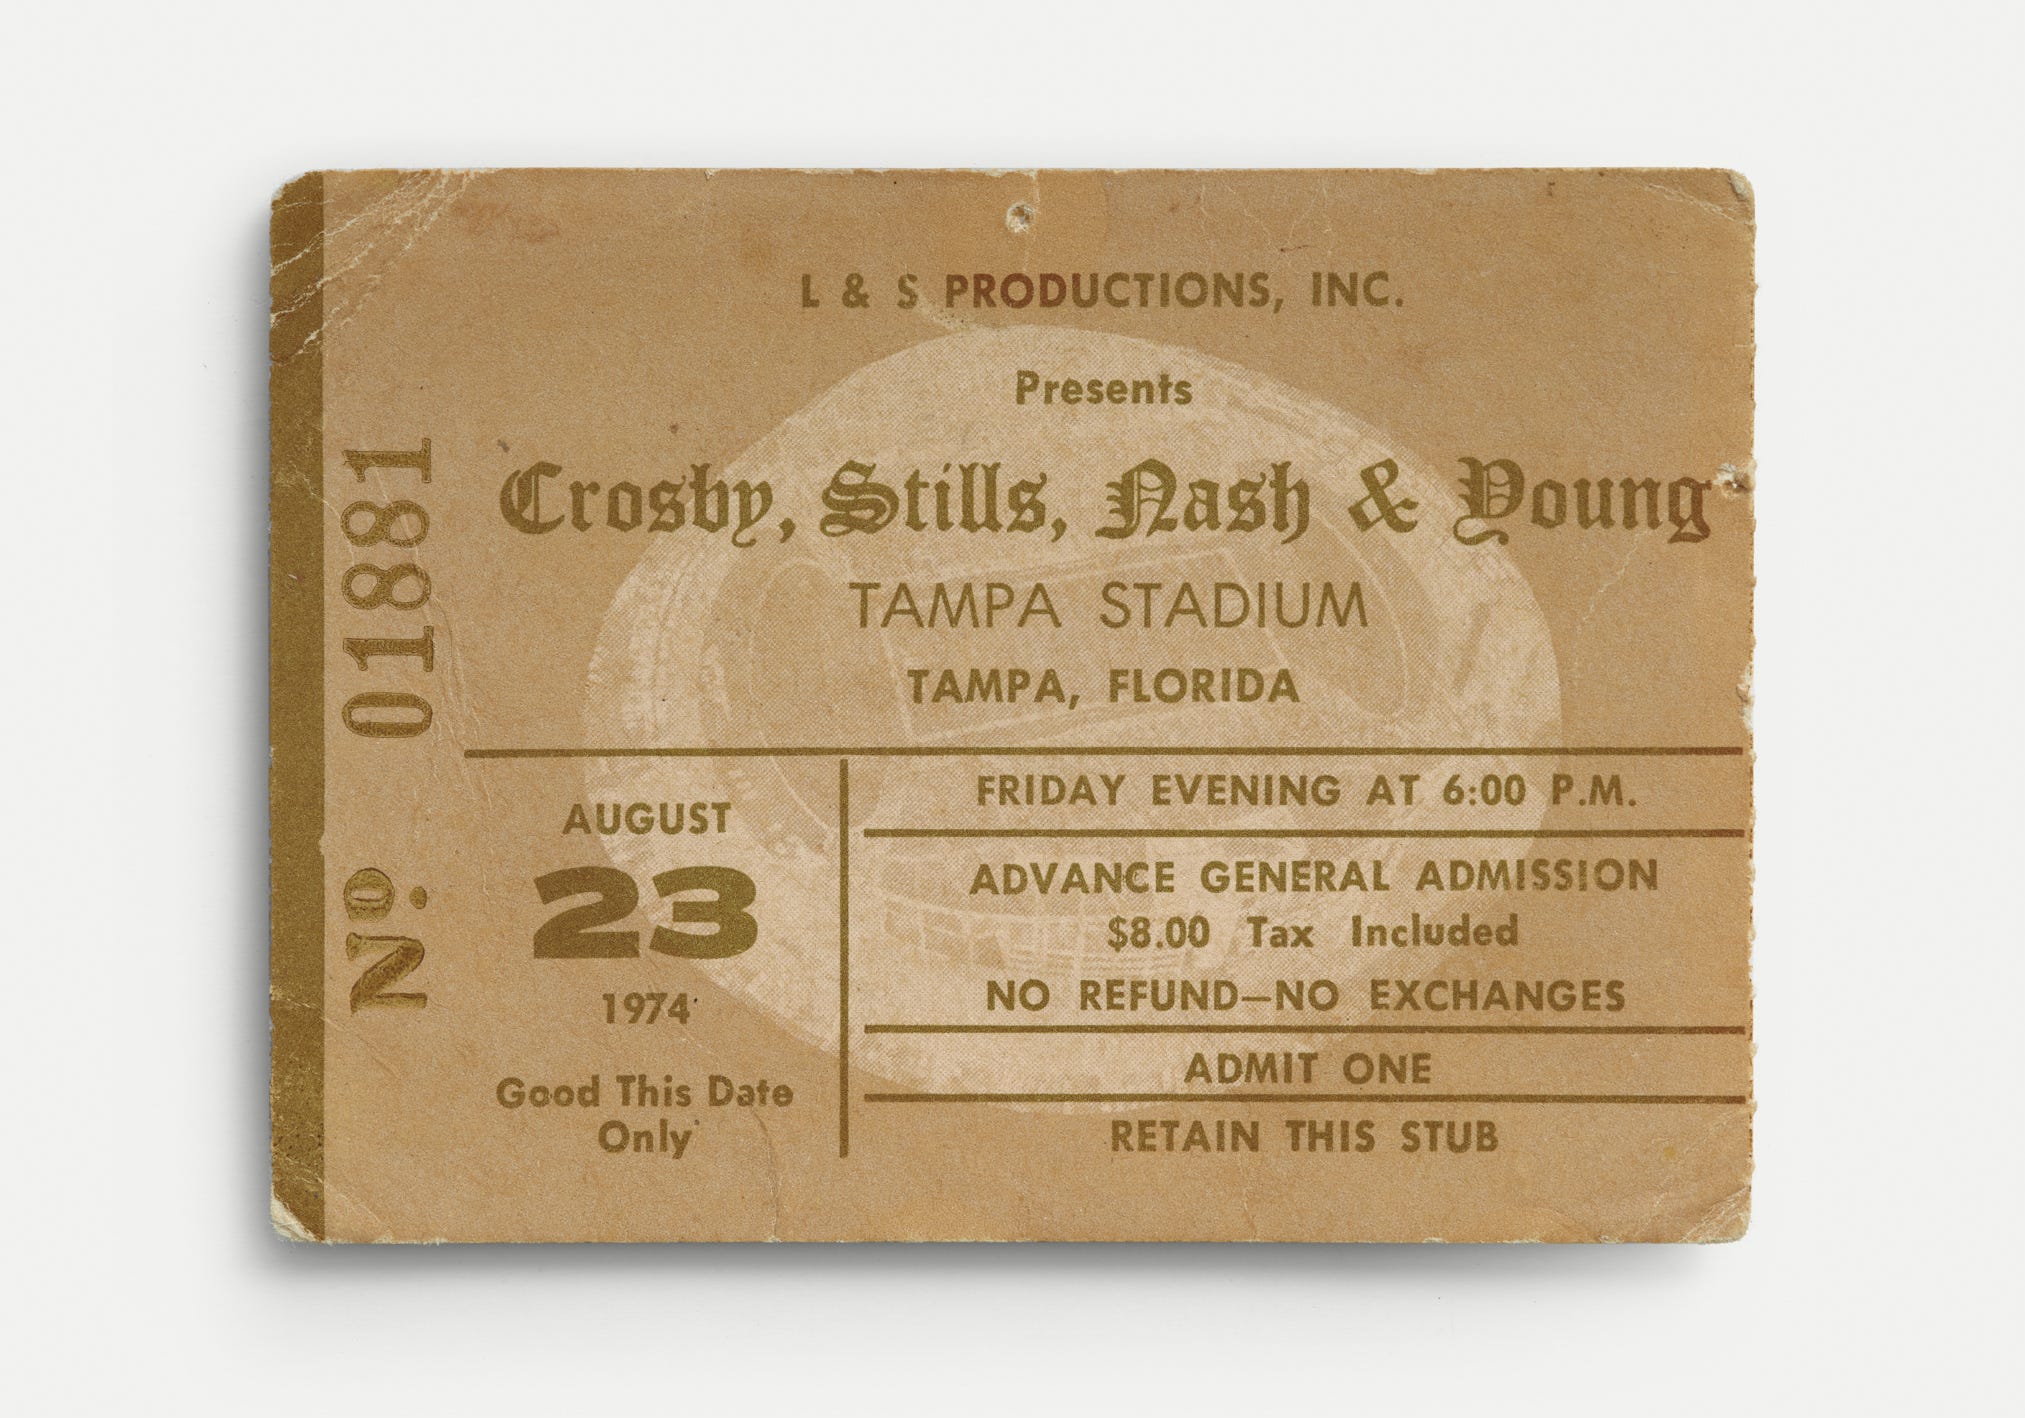 L & S PRODUCTIONS, INC.
Presents
Crosby, Stills, Nash & Young
TAMPA STADIUM
TAMPA, FLORIDA
No. 01881
AUGUST
23
1974
Good This Date
Only
FRIDAY EVENING AT 6:00 P.M.
ADVANCE GENERAL ADMISSION
$8.00 Tax Included
NO REFUND—NO EXCHANGES
ADMIT ONE
RETAIN THIS STUB